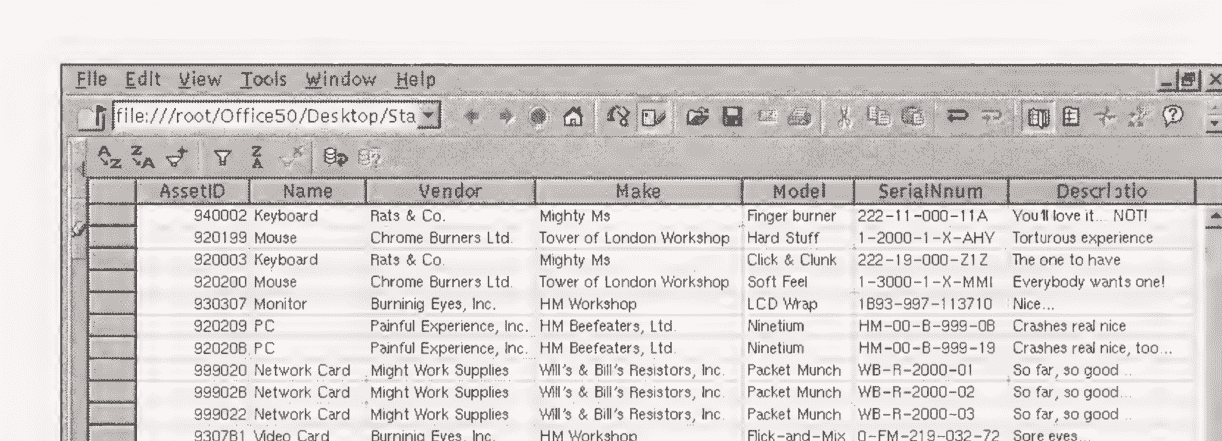 File Edit View Tools Window Help
file:///root/Office50/Desktop/Sta
AssetID Name Vendor Make Model SerialNnum Descriptio
940002 Keyboard Rats & Co. Mighty Ms Finger burner 222-11-000-11A You'll love it... NOT!
920199 Mouse Chrome Burners Ltd. Tower of London Workshop Hard Stuff 1-2000-1-X-AHY Torturous experience
920003 Keyboard Rats & Co. Mighty Ms Click & Clunk 222-19-000-Z1Z The one to have
920200 Mouse Chrome Burners Ltd. Tower of London Workshop Soft Feel 1-3000-1-X-MMI Everybody wants one!
930307 Monitor Burninig Eyes, Inc. HM Workshop LCD Wrap 1893-997-113710 Nice...
920209 PC Painful Experience, Inc. HM Beefeaters, Ltd. Ninetium HM-00-B-999-08 Crashes real nice
920208 PC Painful Experience, Inc. HM Beefeaters, Ltd. Ninetium HM-00-B-999-19 Crashes real nice, too...
999020 Network Card Might Work Supplies Will's & Bill's Resistors, Inc. Packet Munch WB-R-2000-01 So far, so good...
999028 Network Card Might Work Supplies Will's & Bill's Resistors, Inc. Packet Munch WB-R-2000-02 So far, so good...
999022 Network Card Might Work Supplies Will's & Bill's Resistors, Inc. Packet Munch WB-R-2000-03 So far, so good...
930781 Video Card Burninig Eyes, Inc. HM Workshop Flick-and-Mix 0-FM-219-032-72 Sore eyes...